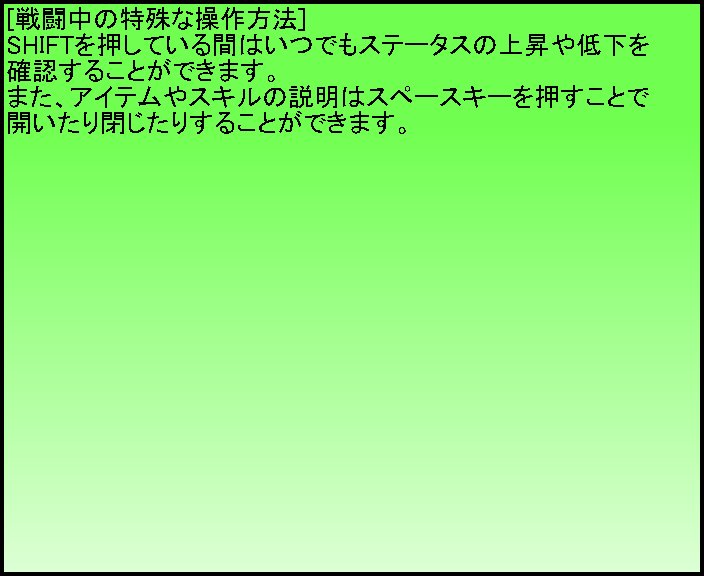 [戦闘中の特殊な操作方法]
SHIFTを押している間はいつでもステータスの上昇や低下を
確認することができます。
また、アイテムやスキルの説明はスペースキーを押すことで
開いたり閉じたりすることができます。